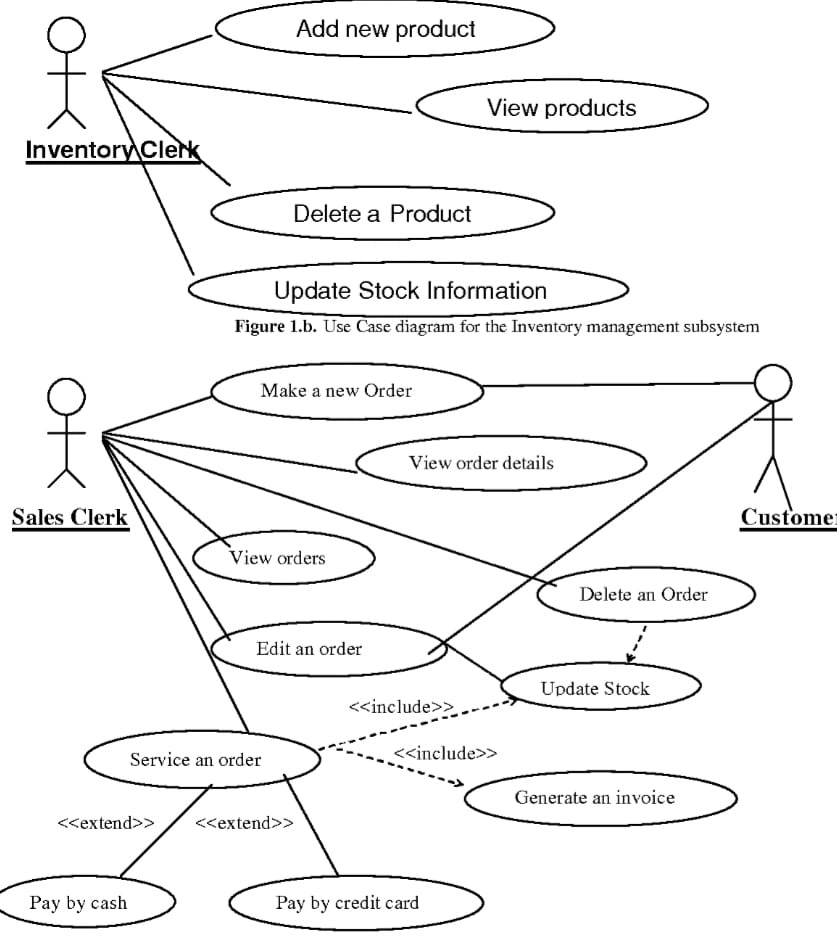 Add new product
View products
Inventory Clerk
Delete a Product
Update Stock Information
Figure 1.b. Use Case diagram for the Inventory management subsystem
Make a new Order
View order details
Sales Clerk
Customer
View orders
Delete an Order
Edit an order
Update Stock
<<include>>
Service an order
<<include>>
Generate an invoice
<<extend>>
<<extend>>
Pay by cash
Pay by credit card